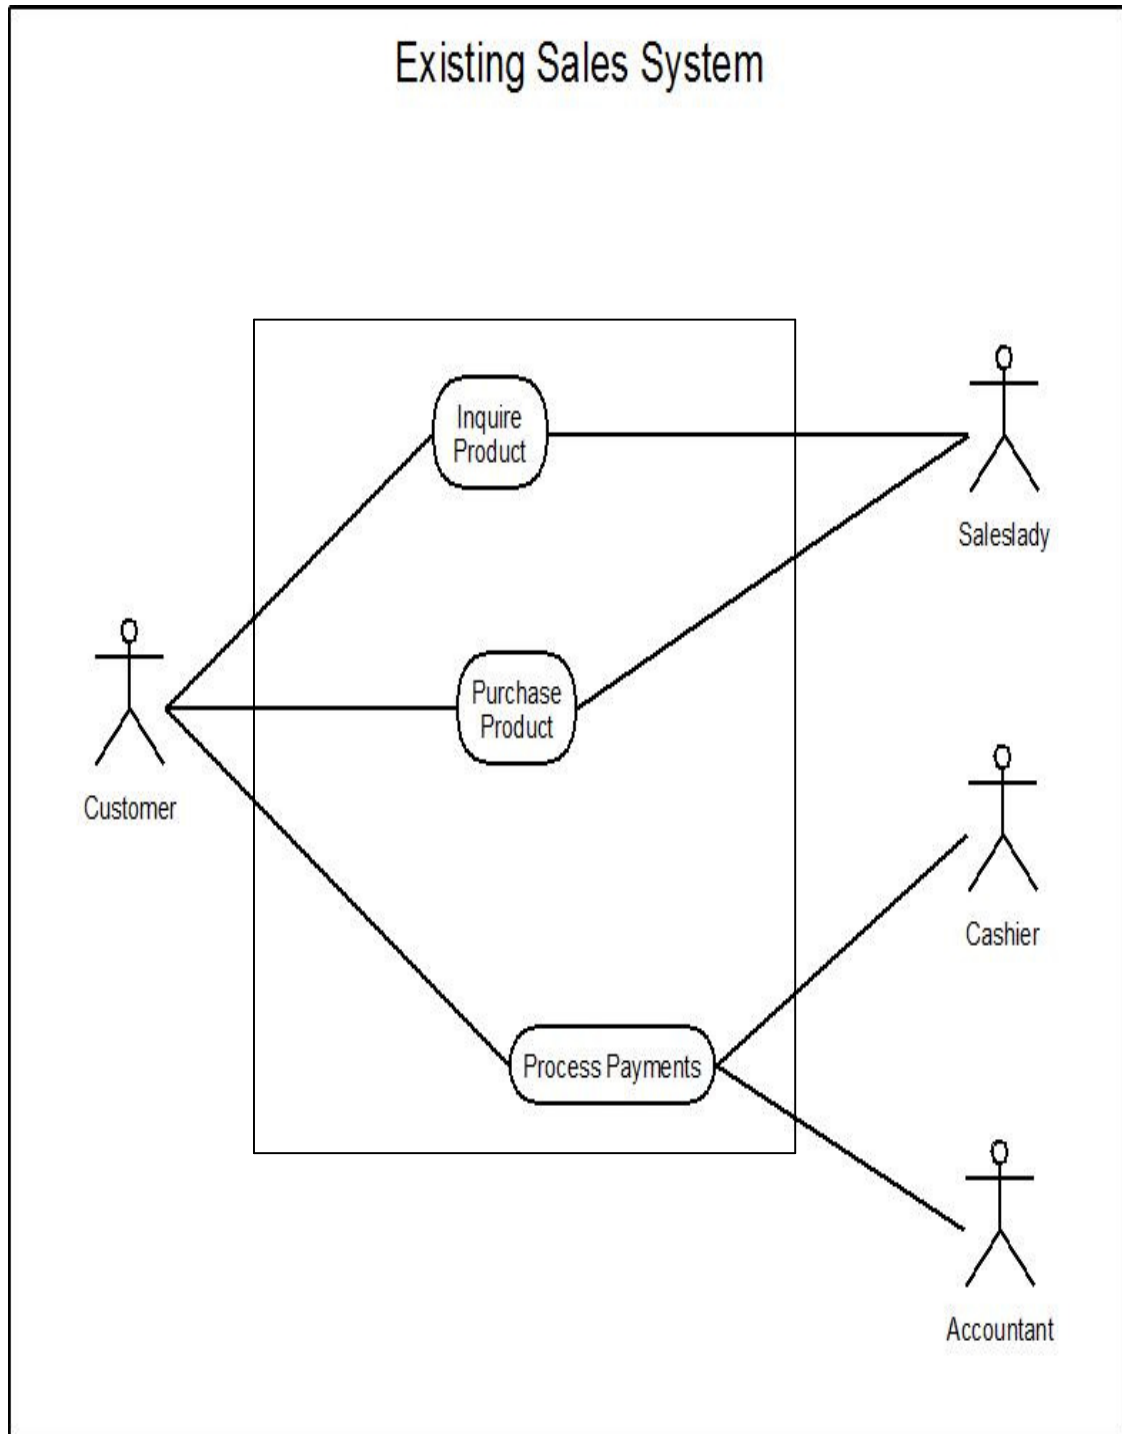 Existing Sales System
Inquire
Product
Saleslady
Purchase
Product
Customer
Cashier
Process Payments
Accountant